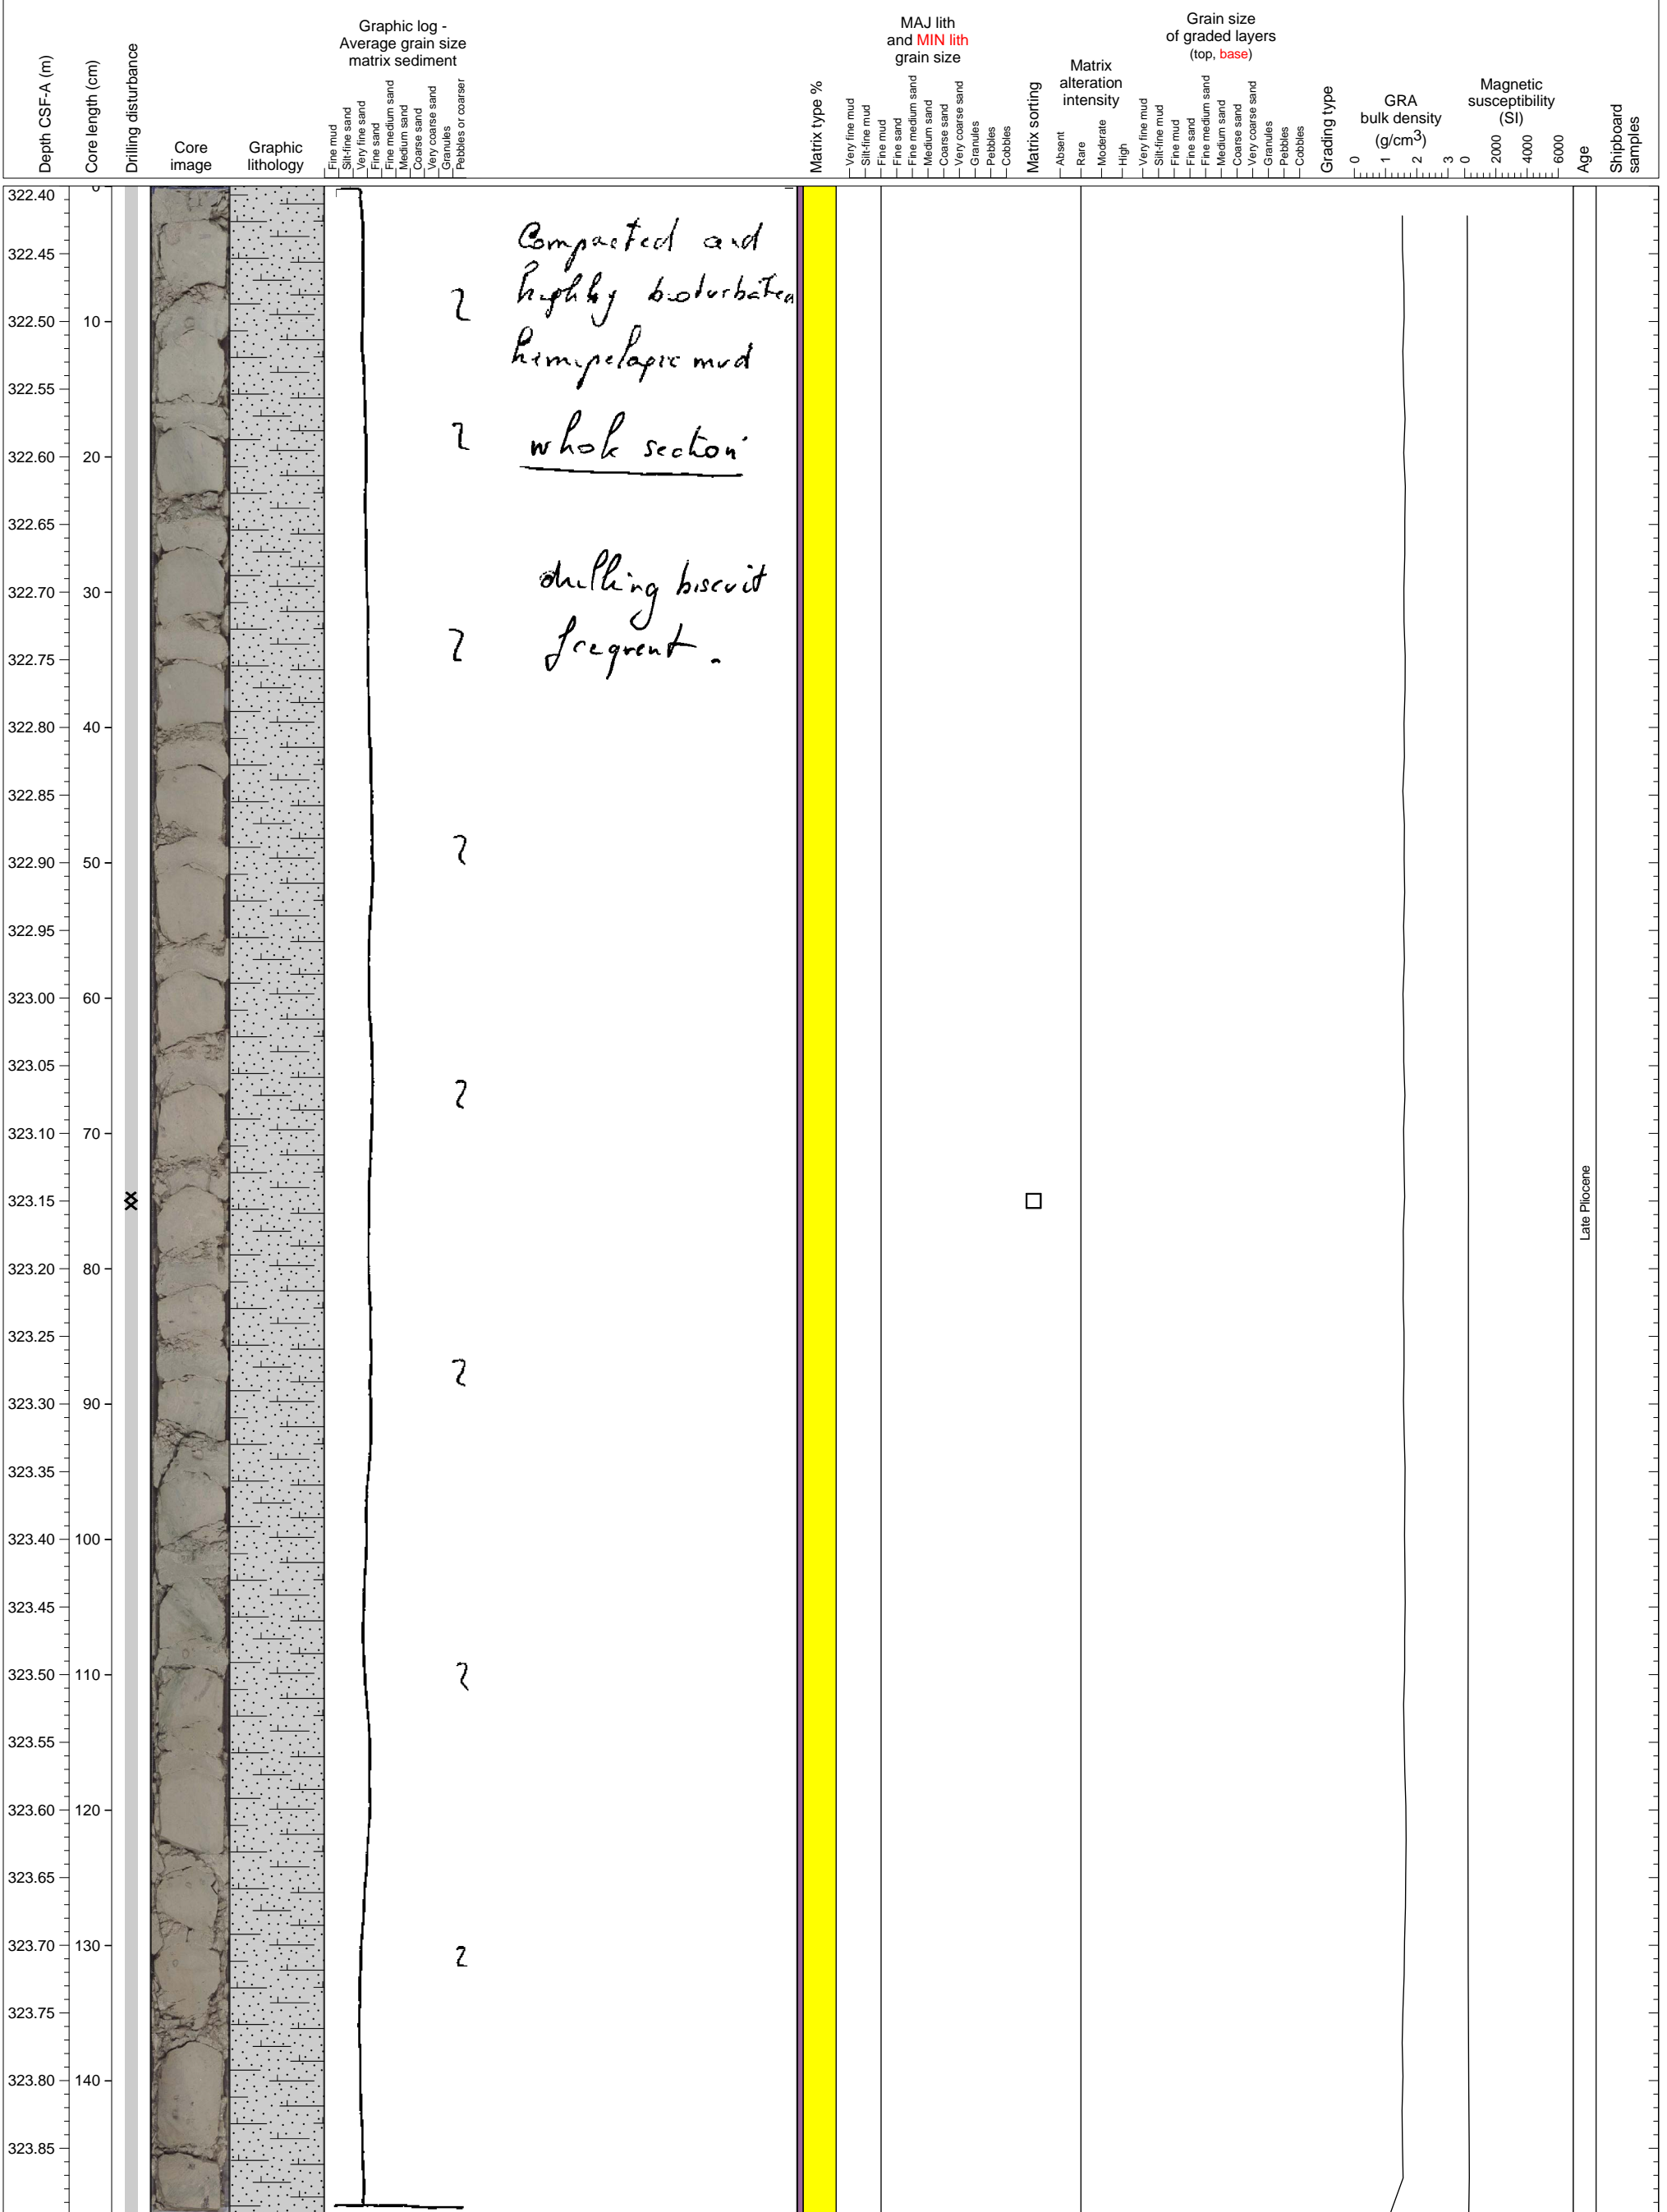 Graphic log -
Average grain size
matrix sediment
MAJ lith
and MIN lith
grain size
Grain size
of graded layers
(top, base)
Matrix
alteration
intensity
Magnetic
susceptibility
(SI)
GRA
bulk density
(g/cm3)
Depth CSF-A (m)
Core length (cm)
Drilling disturbance
Core
image
Graphic
lithology
Fine mud
Silt-fine sand
Very fine sand
Fine sand
Fine medium sand
Medium sand
Coarse sand
Very coarse sand
Granules
Pebbles or coarser
Matrix type %
Very fine mud
Silt-fine mud
Fine mud
Fine sand
Fine medium sand
Medium sand
Coarse sand
Very coarse sand
Granules
Pebbles
Cobbles
Matrix sorting
Absent
Rare
Moderate
High
Very fine mud
Silt-fine mud
Fine mud
Fine sand
Fine medium sand
Medium sand
Coarse sand
Very coarse sand
Granules
Pebbles
Cobbles
Grading type
0 1 2 3
0 2000 4000 6000
Age
Shipboard
samples
322.40 0
322.45
322.50 10
322.55
322.60 20
322.65
322.70 30
322.75
322.80 40
322.85
322.90 50
322.95
323.00 60
323.05
323.10 70
323.15
323.20 80
323.25
323.30 90
323.35
323.40 100
323.45
323.50 110
323.55
323.60 120
323.65
323.70 130
323.75
323.80 140
323.85
Compacted and
highly bioturbated
hemipelagic mud
whole section
drilling biscuit
frequent.
Late Pliocene